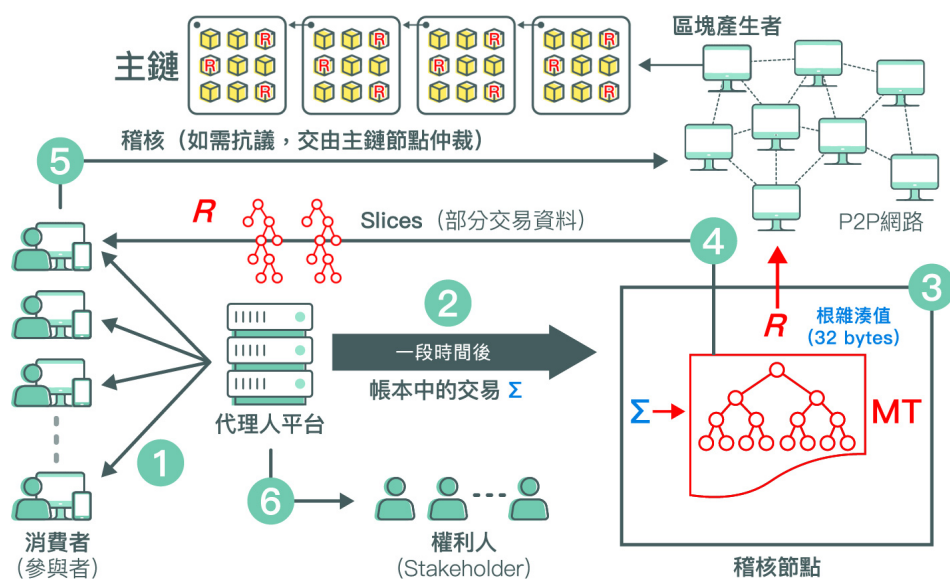 區塊產生者
主鏈
R R R R
R R R R
R R R R
稽核（如需抗議，交由主鏈節點仲裁）
5
R
Slices（部分交易資料）
P2P網路
4
3
2
R
根雜湊值
(32 bytes)
一段時間後
帳本中的交易 Σ
Σ
MT
代理人平台
1
6
消費者
(參與者)
權利人
(Stakeholder)
稽核節點